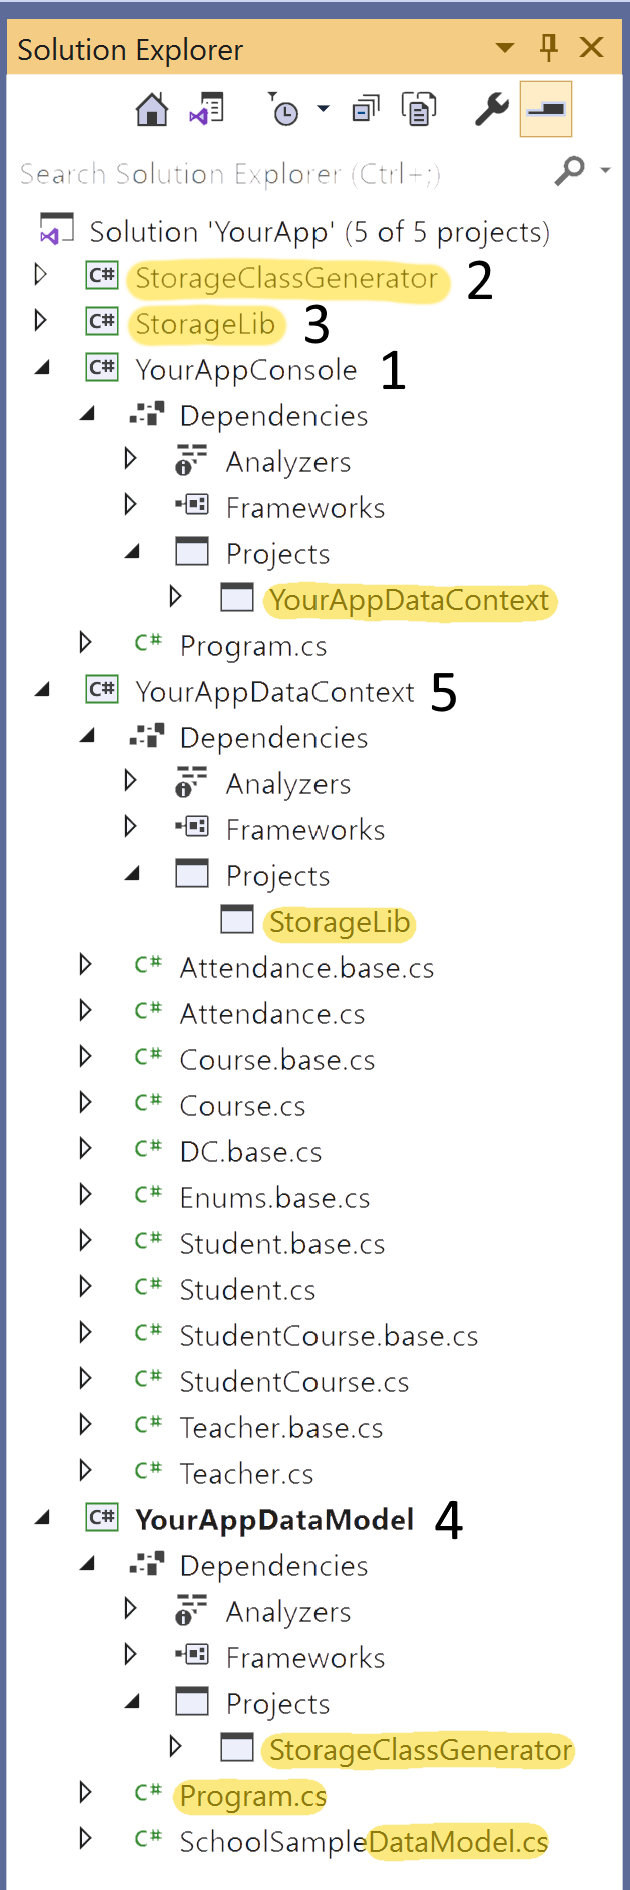 Solution Explorer
Search Solution Explorer (Ctrl+;)
Solution 'YourApp' (5 of 5 projects)
C# StorageClassGenerator 2
C# StorageLib 3
C# YourAppConsole 1
Dependencies
Analyzers
Frameworks
Projects
YourAppDataContext
C# Program.cs
C# YourAppDataContext 5
Dependencies
Analyzers
Frameworks
Projects
StorageLib
C# Attendance.base.cs
C# Attendance.cs
C# Course.base.cs
C# Course.cs
C# DC.base.cs
C# Enums.base.cs
C# Student.base.cs
C# Student.cs
C# StudentCourse.base.cs
C# StudentCourse.cs
C# Teacher.base.cs
C# Teacher.cs
C# YourAppDataModel 4
Dependencies
Analyzers
Frameworks
Projects
StorageClassGenerator
C# Program.cs
C# SchoolSampleDataModel.cs